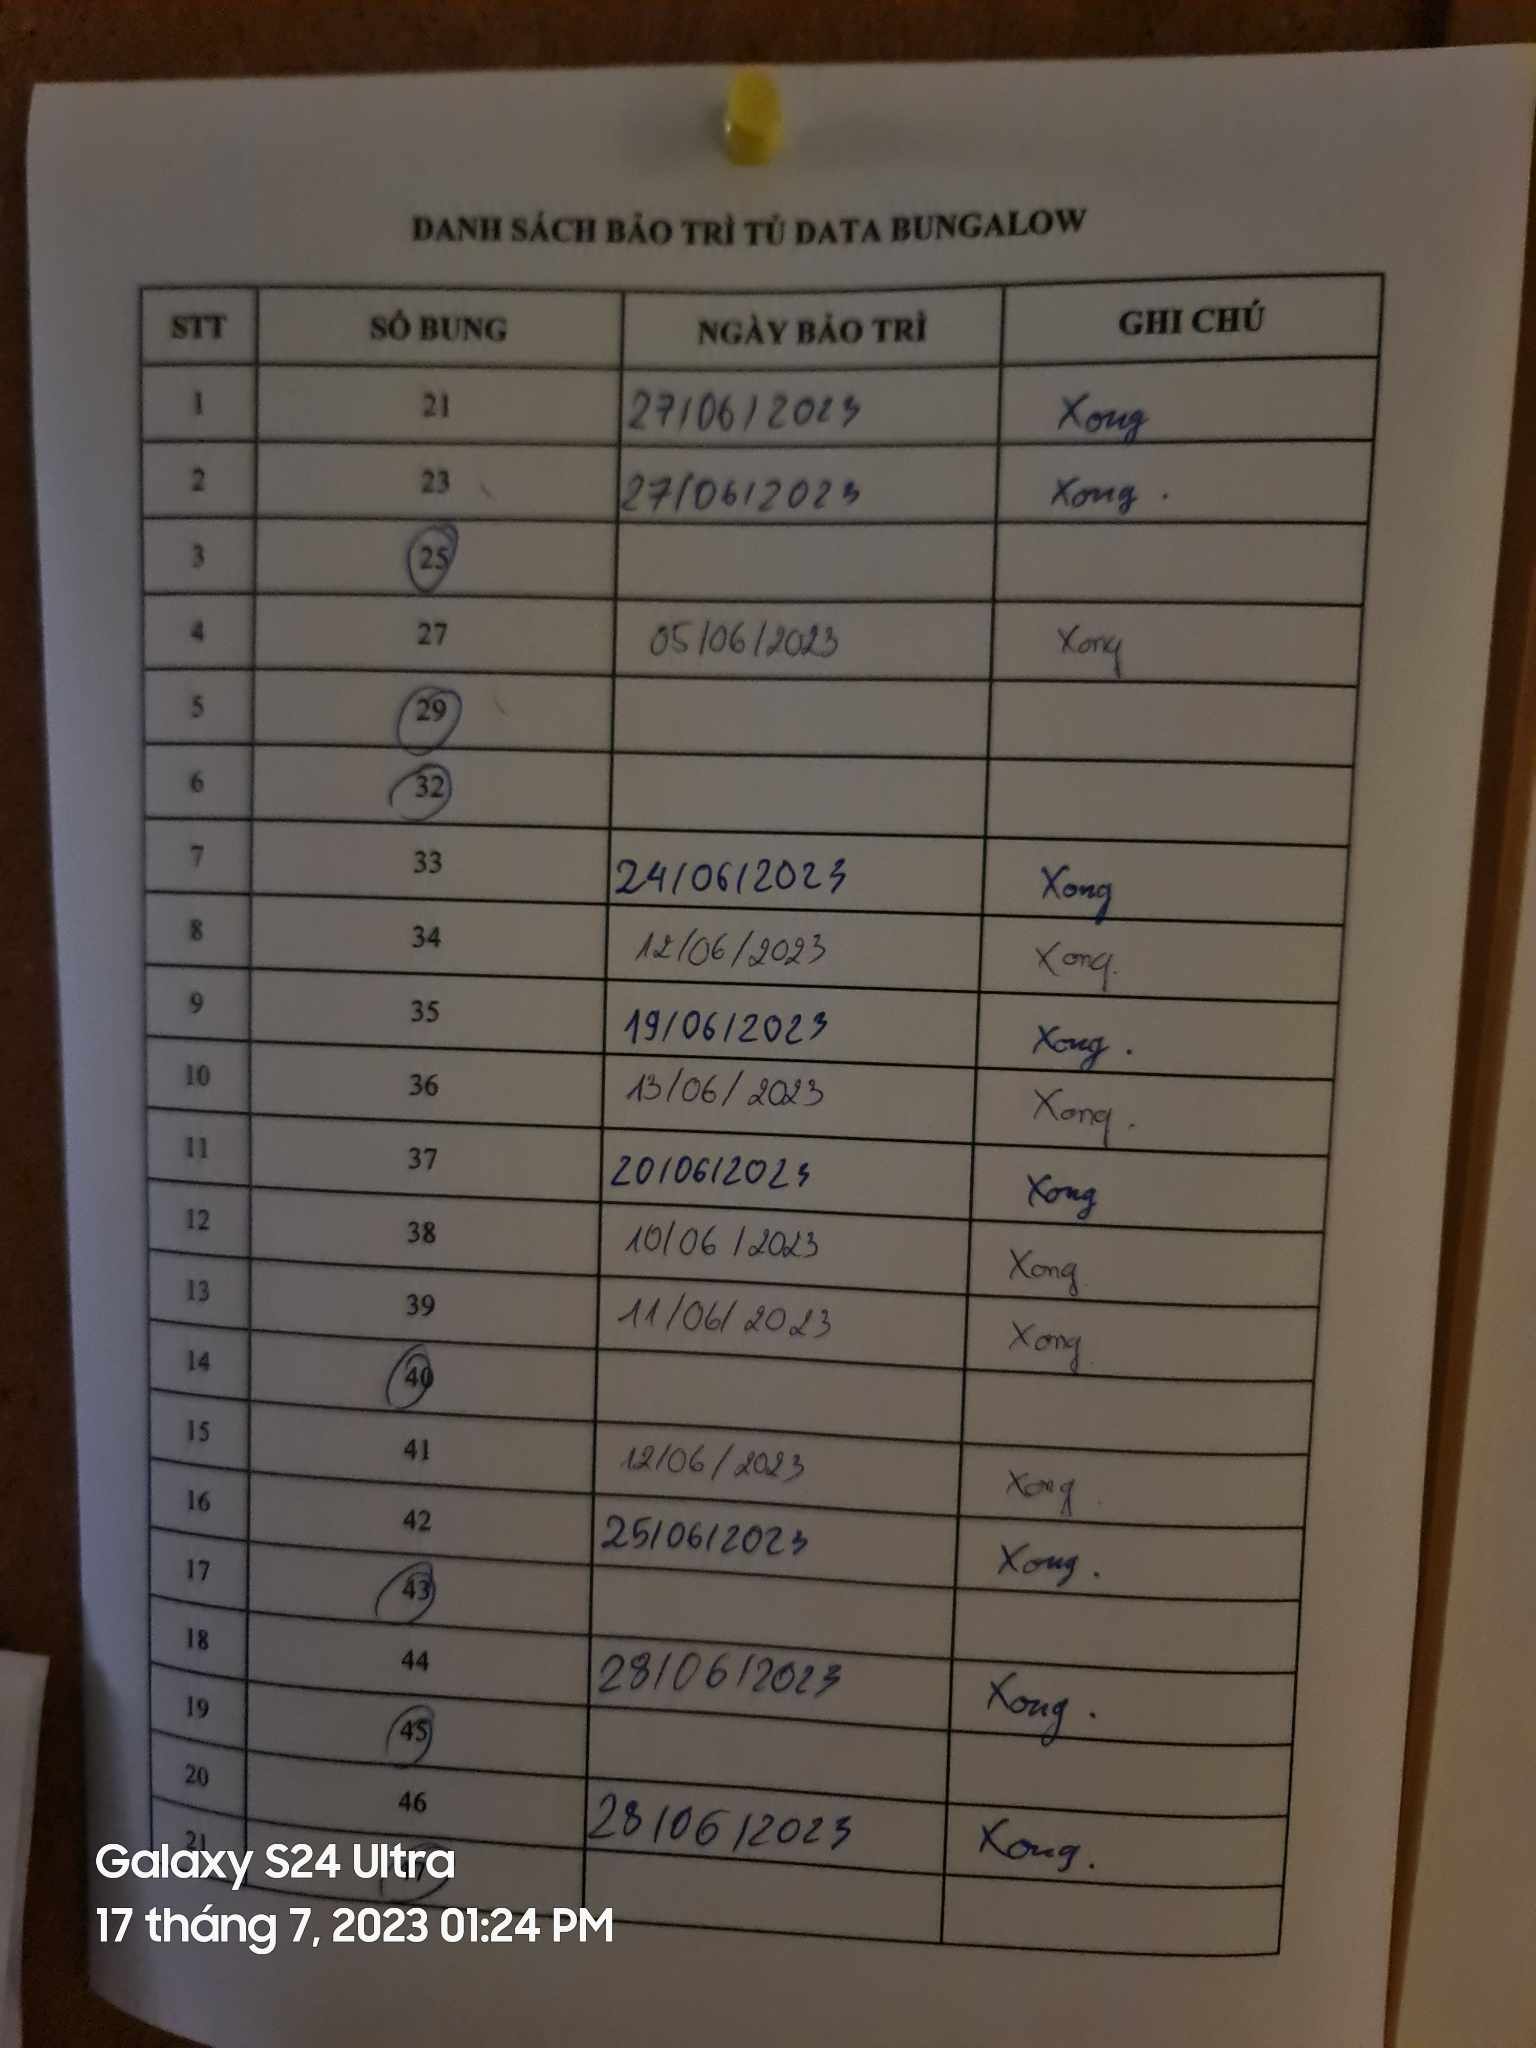 DANH SÁCH BẢO TRÌ TỦ DATA BUNGALOW
STT SỐ BUNG NGÀY BẢO TRÌ GHI CHÚ
1 21 27/06/2023 Xong
2 23 27/06/2023 Xong.
3 25
4 27 05/06/2023 Xong
5 29
6 32
7 33 24/06/2023 Xong
8 34 12/06/2023 Xong.
9 35 19/06/2023 Xong.
10 36 13/06/2023 Xong.
11 37 20/06/2023 Xong
12 38 10/06/2023 Xong
13 39 11/06/2023 Xong
14 40
15 41 12/06/2023 Xong
16 42 25/06/2023 Xong.
17 43
18 44 28/06/2023 Xong.
19 45
20 46 28/06/2023 Xong.
21
Galaxy S24 Ultra
17 tháng 7, 2023 01:24 PM